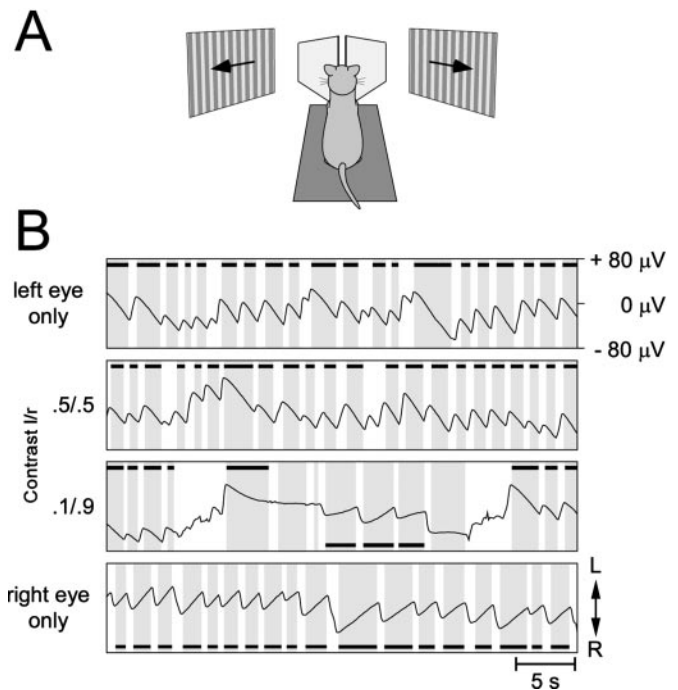 A
B
left eye
only
+ 80 µV
0 µV
- 80 µV
Contrast l/r
.5/.5
.1/.9
right eye
only
L
R
5 s